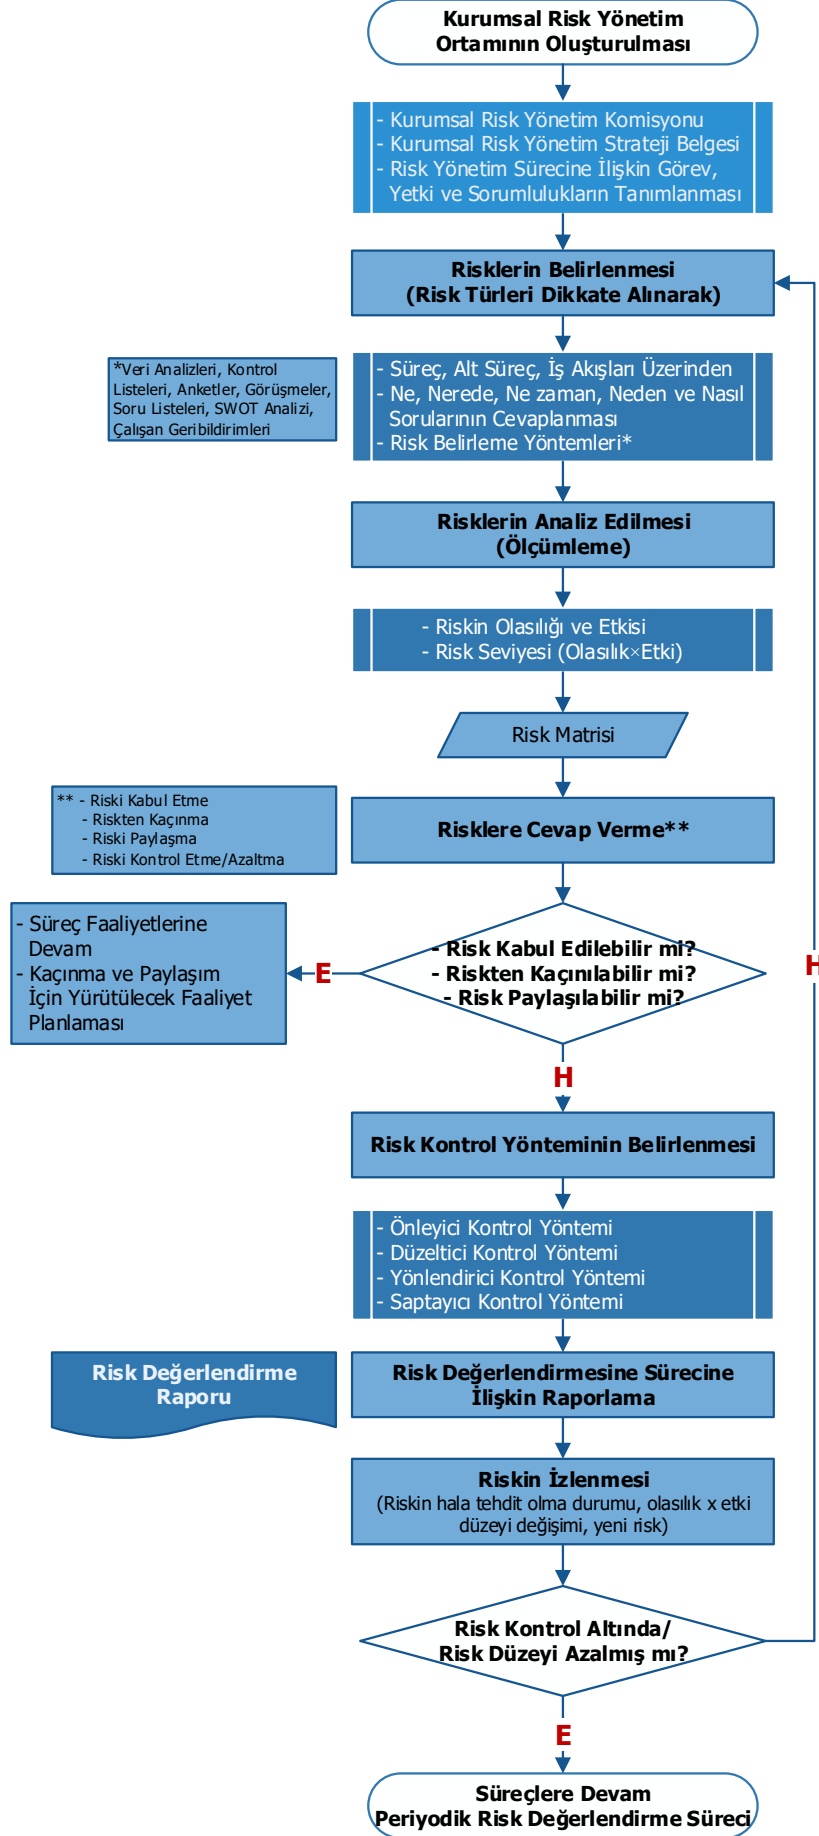 Kurumsal Risk Yönetim
Ortamının Oluşturulması
- Kurumsal Risk Yönetim Komisyonu
- Kurumsal Risk Yönetim Strateji Belgesi
- Risk Yönetim Sürecine İlişkin Görev,
Yetki ve Sorumlulukların Tanımlanması
Risklerin Belirlenmesi
(Risk Türleri Dikkate Alınarak)
*Veri Analizleri, Kontrol
Listeleri, Anketler, Görüşmeler,
Soru Listeleri, SWOT Analizi,
Çalışan Geribildirimleri
- Süreç, Alt Süreç, İş Akışları Üzerinden
- Ne, Nerede, Ne zaman, Neden ve Nasıl
Sorularının Cevaplanması
- Risk Belirleme Yöntemleri*
Risklerin Analiz Edilmesi
(Ölçümleme)
- Riskin Olasılığı ve Etkisi
- Risk Seviyesi (Olasılık×Etki)
Risk Matrisi
** - Riski Kabul Etme
- Riskten Kaçınma
- Riski Paylaşma
- Riski Kontrol Etme/Azaltma
Risklere Cevap Verme**
- Süreç Faaliyetlerine
Devam
- Kaçınma ve Paylaşım
İçin Yürütülecek Faaliyet
Planlaması
E
- Risk Kabul Edilebilir mi?
- Riskten Kaçınılabilir mi?
- Risk Paylaşılabilir mi?
H
H
Risk Kontrol Yönteminin Belirlenmesi
- Önleyici Kontrol Yöntemi
- Düzeltici Kontrol Yöntemi
- Yönlendirici Kontrol Yöntemi
- Saptayıcı Kontrol Yöntemi
Risk Değerlendirme
Raporu
Risk Değerlendirmesine Sürecine
İlişkin Raporlama
Riskin İzlenmesi
(Riskin hala tehdit olma durumu, olasılık x etki
düzeyi değişimi, yeni risk)
Risk Kontrol Altında/
Risk Düzeyi Azalmış mı?
E
Süreçlere Devam
Periyodik Risk Değerlendirme Süreci